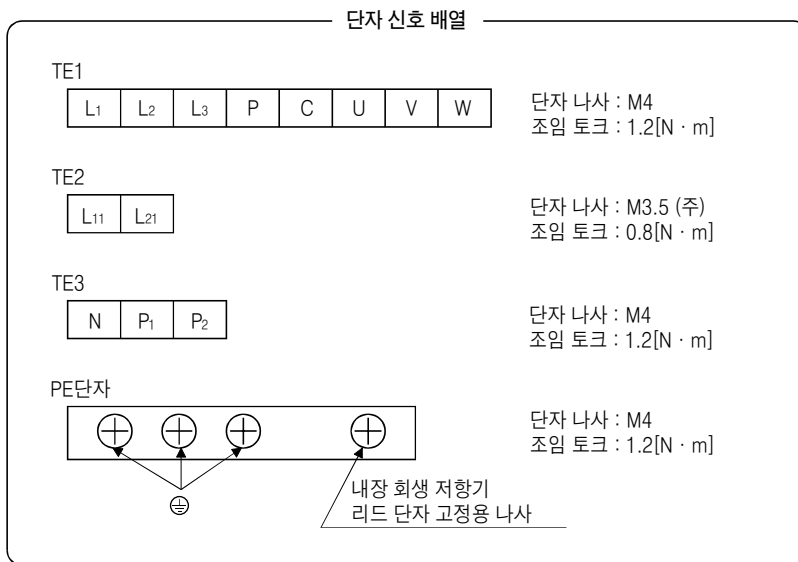 단자 신호 배열
TE1
L1 L2 L3 P C U V W
단자 나사 : M4
조임 토크 : 1.2[N · m]
TE2
L11 L21
단자 나사 : M3.5 (주)
조임 토크 : 0.8[N · m]
TE3
N P1 P2
단자 나사 : M4
조임 토크 : 1.2[N · m]
PE단자
단자 나사 : M4
조임 토크 : 1.2[N · m]
내장 회생 저항기
리드 단자 고정용 나사